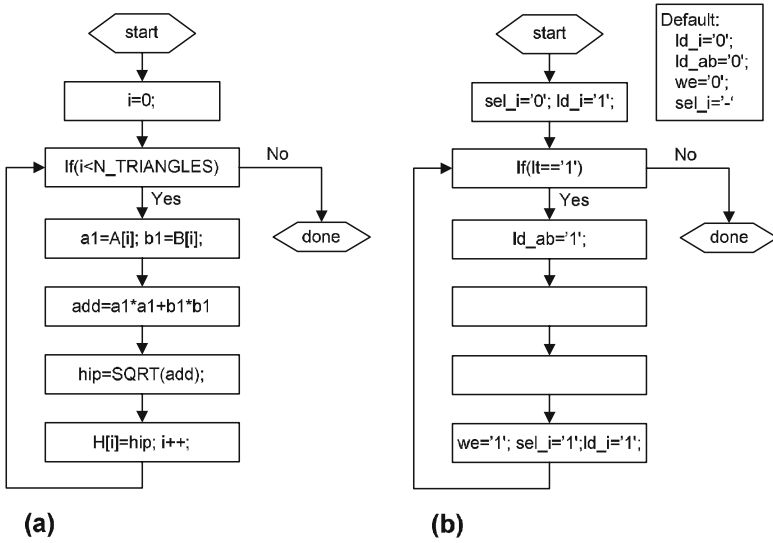 start
i=0;
If(i<N_TRIANGLES)
No
Yes
done
a1=A[i]; b1=B[i];
add=a1*a1+b1*b1
hip=SQRT(add);
H[i]=hip; i++;
(a)
start
sel_i='0'; ld_i='1';
If(lt=='1')
No
Yes
done
ld_ab='1';
we='1'; sel_i='1';ld_i='1';
(b)
Default:
ld_i='0';
ld_ab='0';
we='0';
sel_i='-'